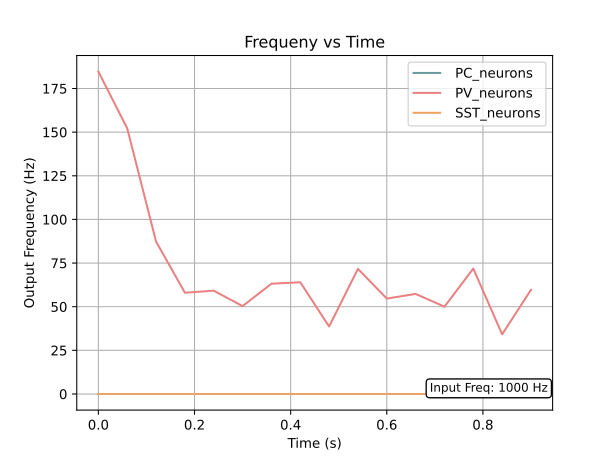 Frequeny vs Time
PC_neurons
PV_neurons
SST_neurons
Output Frequency (Hz)
175
150
125
100
75
50
25
0
Input Freq: 1000 Hz
0.0 0.2 0.4 0.6 0.8
Time (s)